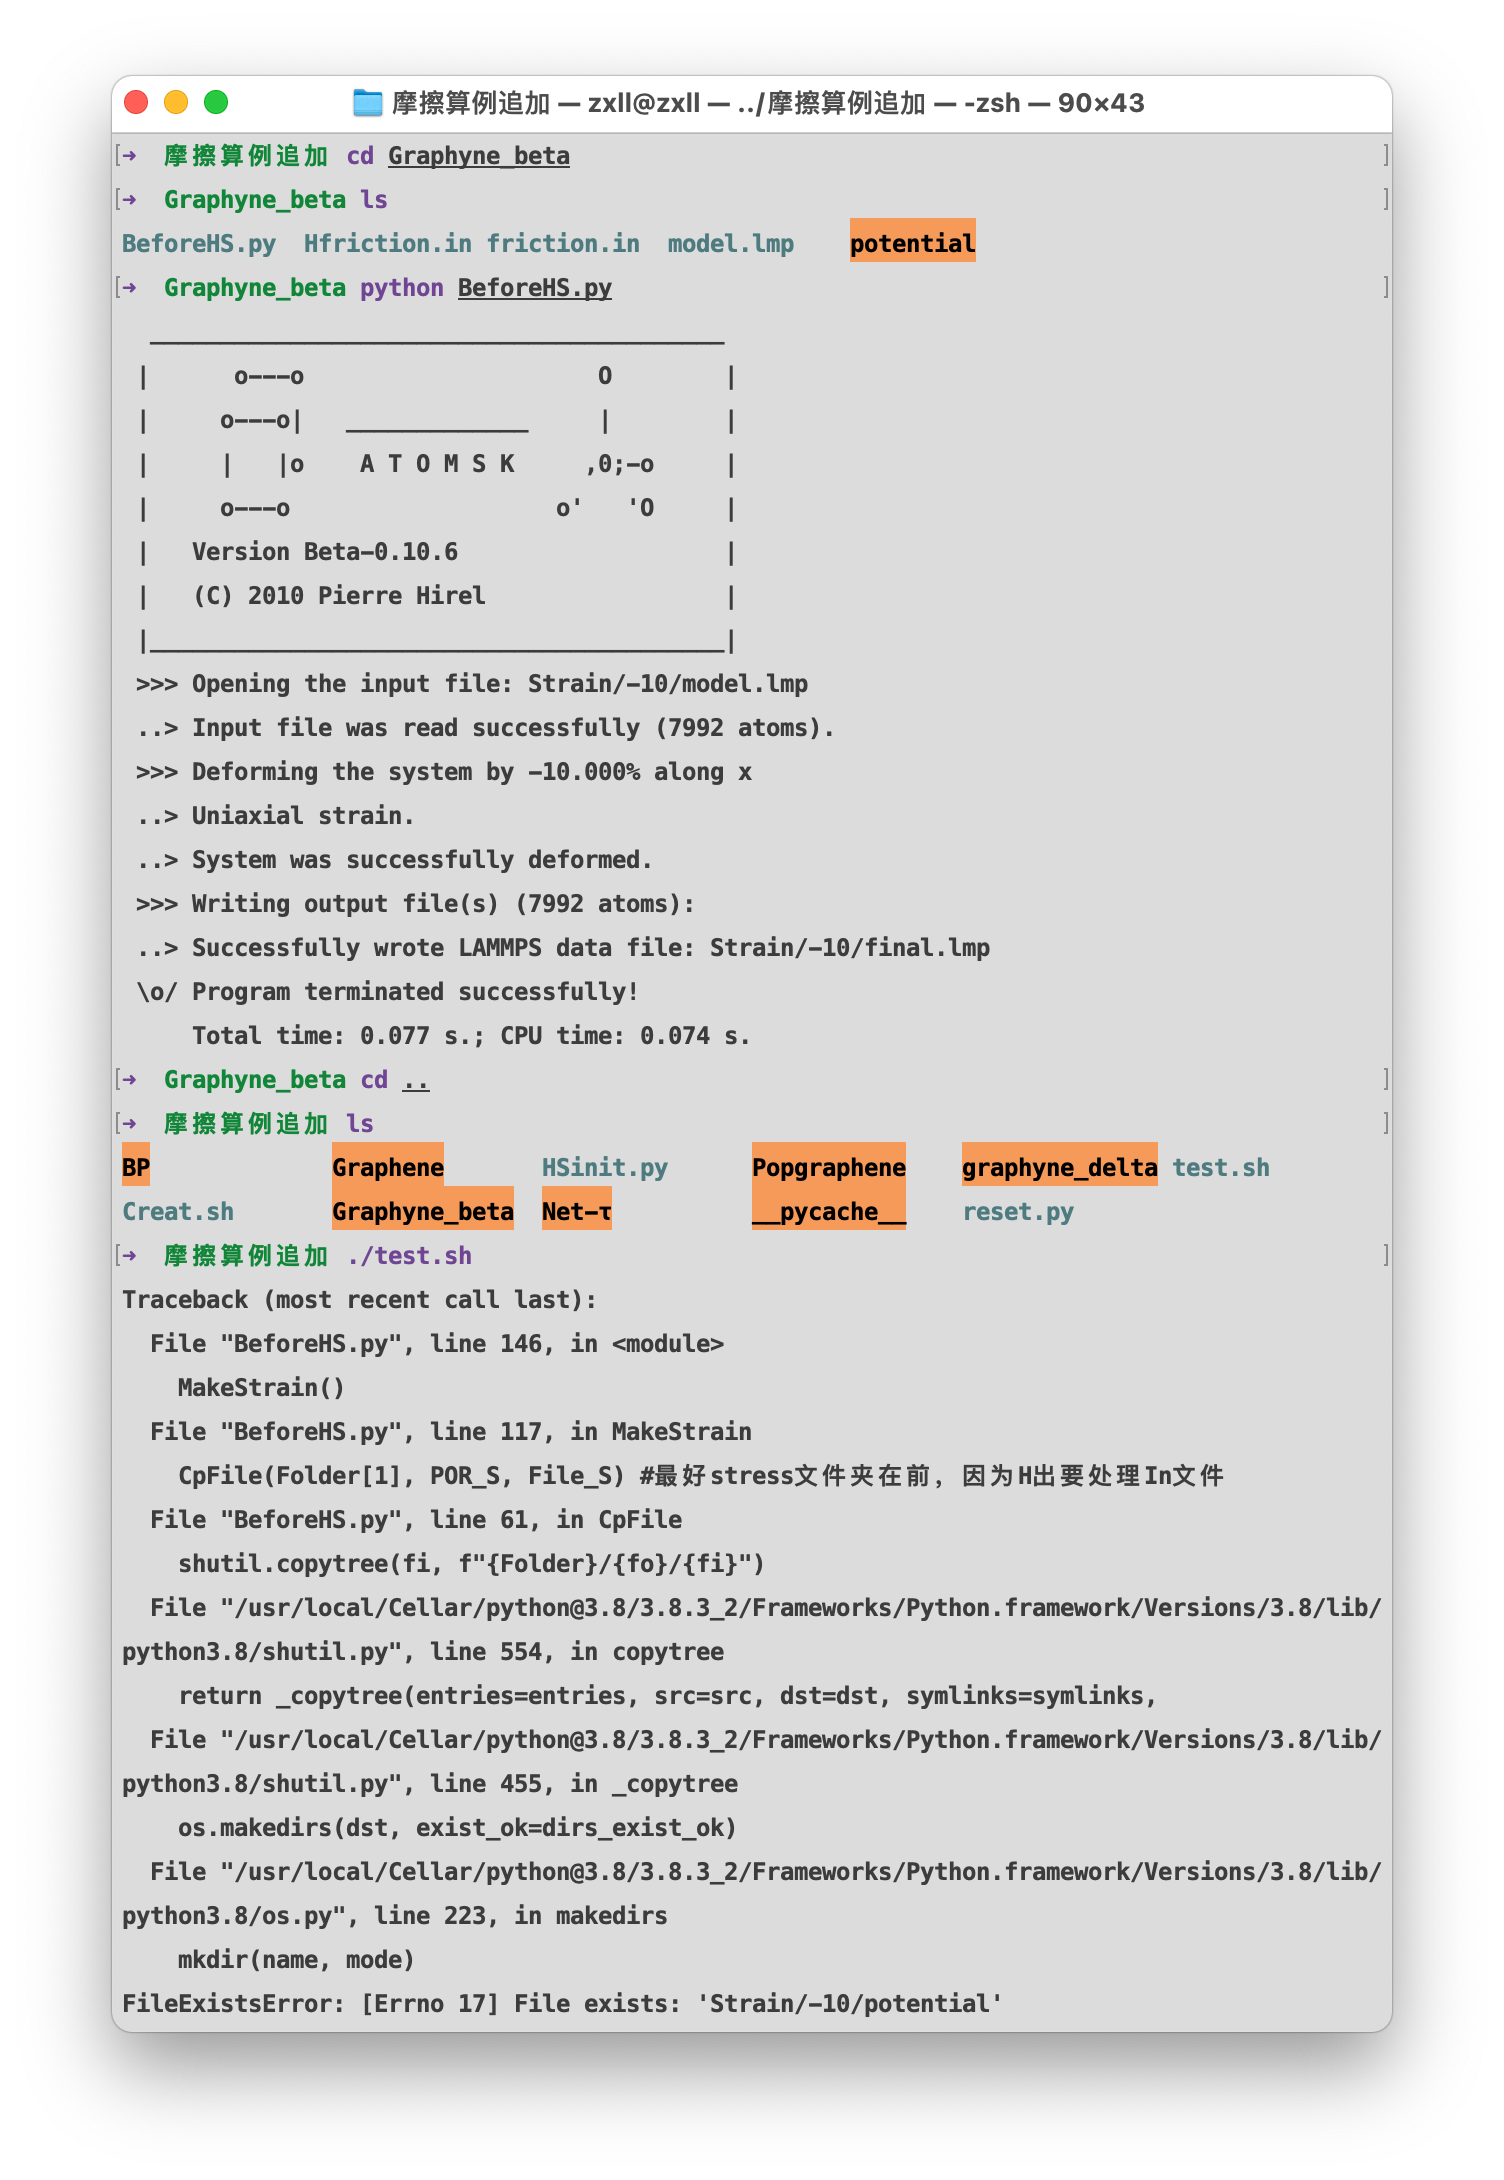 摩擦算例追加 — zxll@zxll — ../摩擦算例追加 — -zsh — 90×43
[➜  摩擦算例追加 cd Graphyne_beta ]
[➜  Graphyne_beta ls ]
BeforeHS.py  Hfriction.in friction.in  model.lmp    potential
[➜  Graphyne_beta python BeforeHS.py ]
  _________________________________________
 |      o---o                     O        |
 |     o---o|   _____________     |        |
 |     |   |o    A T O M S K     ,0;-o     |
 |     o---o                   o'   'O     |
 |   Version Beta-0.10.6                   |
 |   (C) 2010 Pierre Hirel                 |
 |_________________________________________|
 >>> Opening the input file: Strain/-10/model.lmp
 ..> Input file was read successfully (7992 atoms).
 >>> Deforming the system by -10.000% along x
 ..> Uniaxial strain.
 ..> System was successfully deformed.
 >>> Writing output file(s) (7992 atoms):
 ..> Successfully wrote LAMMPS data file: Strain/-10/final.lmp
 \o/ Program terminated successfully!
     Total time: 0.077 s.; CPU time: 0.074 s.
[➜  Graphyne_beta cd .. ]
[➜  摩擦算例追加 ls ]
BP             Graphene       HSinit.py      Popgraphene    graphyne_delta test.sh
Creat.sh       Graphyne_beta  Net-τ          __pycache__    reset.py
[➜  摩擦算例追加 ./test.sh ]
Traceback (most recent call last):
  File "BeforeHS.py", line 146, in <module>
    MakeStrain()
  File "BeforeHS.py", line 117, in MakeStrain
    CpFile(Folder[1], POR_S, File_S) #最好stress文件夹在前，因为H出要处理In文件
  File "BeforeHS.py", line 61, in CpFile
    shutil.copytree(fi, f"{Folder}/{fo}/{fi}")
  File "/usr/local/Cellar/python@3.8/3.8.3_2/Frameworks/Python.framework/Versions/3.8/lib/
python3.8/shutil.py", line 554, in copytree
    return _copytree(entries=entries, src=src, dst=dst, symlinks=symlinks,
  File "/usr/local/Cellar/python@3.8/3.8.3_2/Frameworks/Python.framework/Versions/3.8/lib/
python3.8/shutil.py", line 455, in _copytree
    os.makedirs(dst, exist_ok=dirs_exist_ok)
  File "/usr/local/Cellar/python@3.8/3.8.3_2/Frameworks/Python.framework/Versions/3.8/lib/
python3.8/os.py", line 223, in makedirs
    mkdir(name, mode)
FileExistsError: [Errno 17] File exists: 'Strain/-10/potential'